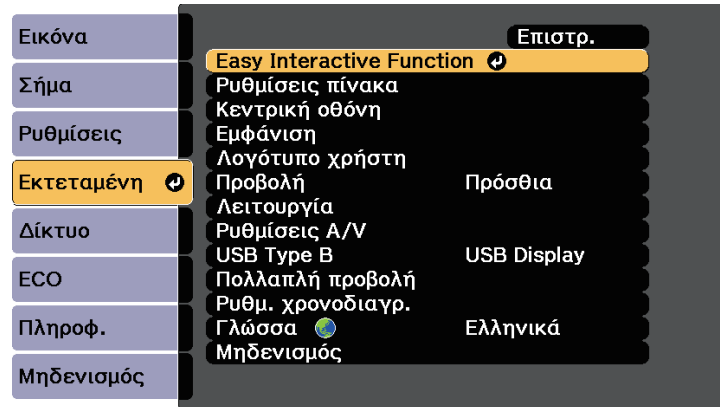 Εικόνα
Σήμα
Ρυθμίσεις
Εκτεταμένη
Δίκτυο
ECO
Πληροφ.
Μηδενισμός
Επιστρ.
Easy Interactive Function
Ρυθμίσεις πίνακα
Κεντρική οθόνη
Εμφάνιση
Λογότυπο χρήστη
Προβολή Πρόσθια
Λειτουργία
Ρυθμίσεις A/V
USB Type B USB Display
Πολλαπλή προβολή
Ρυθμ. χρονοδιαγρ.
Γλώσσα Ελληνικά
Μηδενισμός